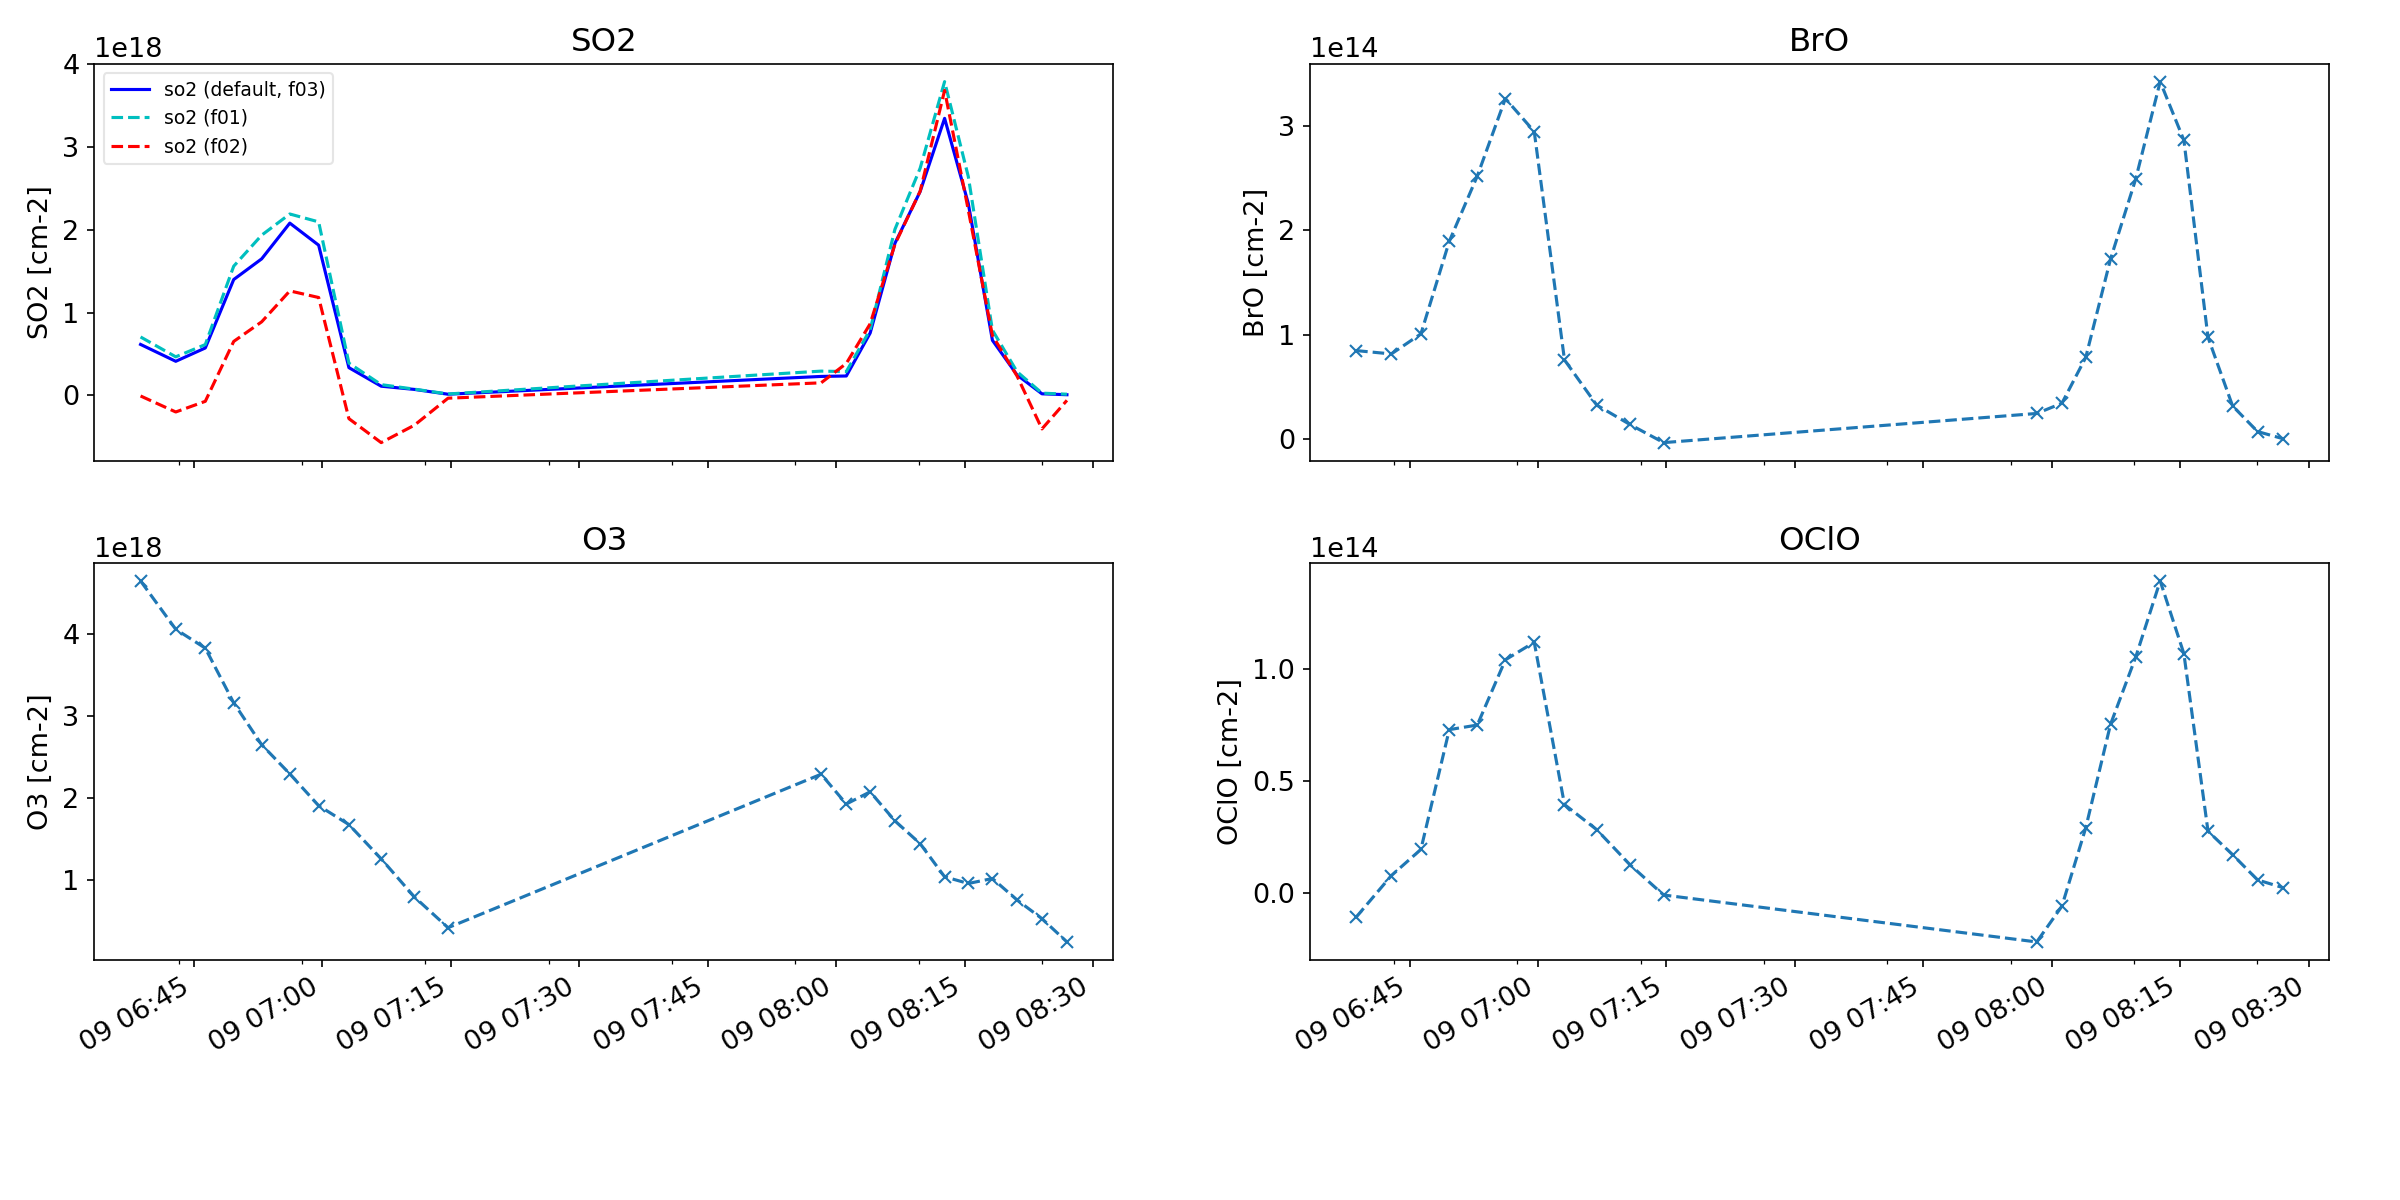 SO2
1e18
4
3
2
1
0
SO2 [cm-2]
so2 (default, f03)
so2 (f01)
so2 (f02)
BrO
1e14
3
2
1
0
BrO [cm-2]
O3
1e18
4
3
2
1
O3 [cm-2]
09 06:45
09 07:00
09 07:15
09 07:30
09 07:45
09 08:00
09 08:15
09 08:30
OClO
1e14
1.0
0.5
0.0
OClO [cm-2]
09 06:45
09 07:00
09 07:15
09 07:30
09 07:45
09 08:00
09 08:15
09 08:30